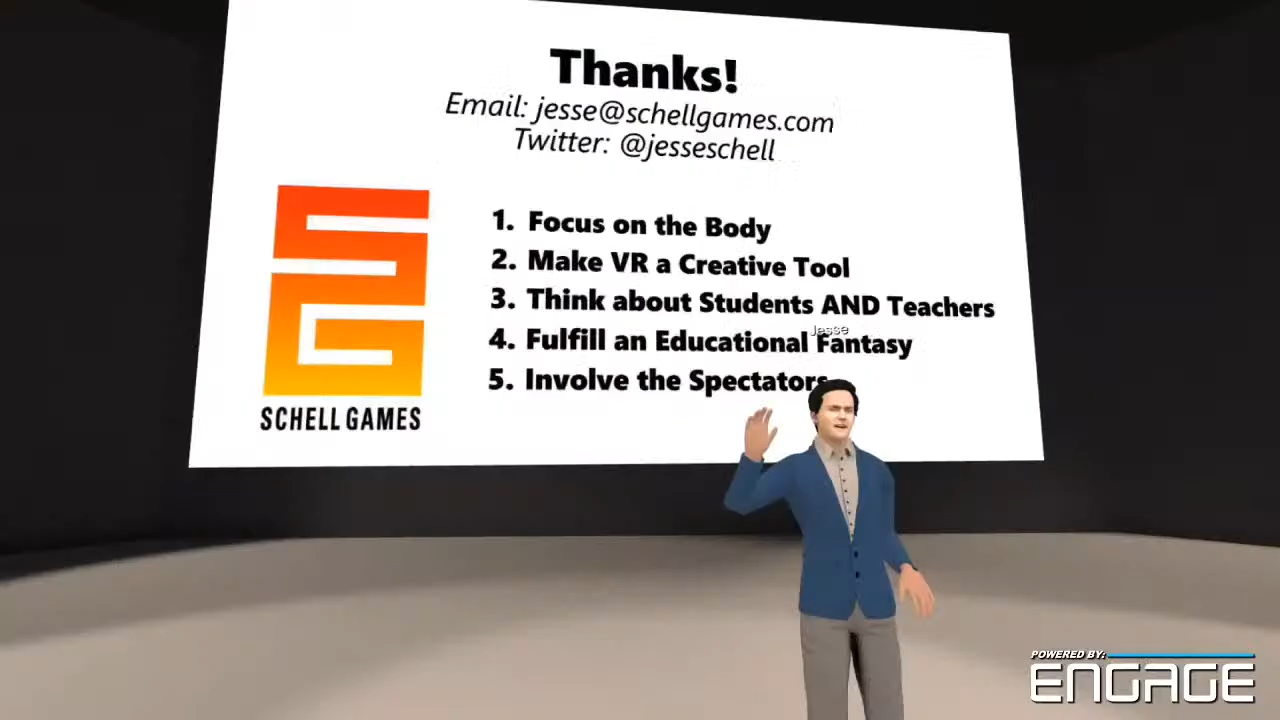 Thanks!
Email: jesse@schellgames.com
Twitter: @jesseschell
1. Focus on the Body
2. Make VR a Creative Tool
3. Think about Students AND Teachers
Jesse
4. Fulfill an Educational Fantasy
5. Involve the Spectators
SCHELL GAMES
POWERED BY:
ENGAGE